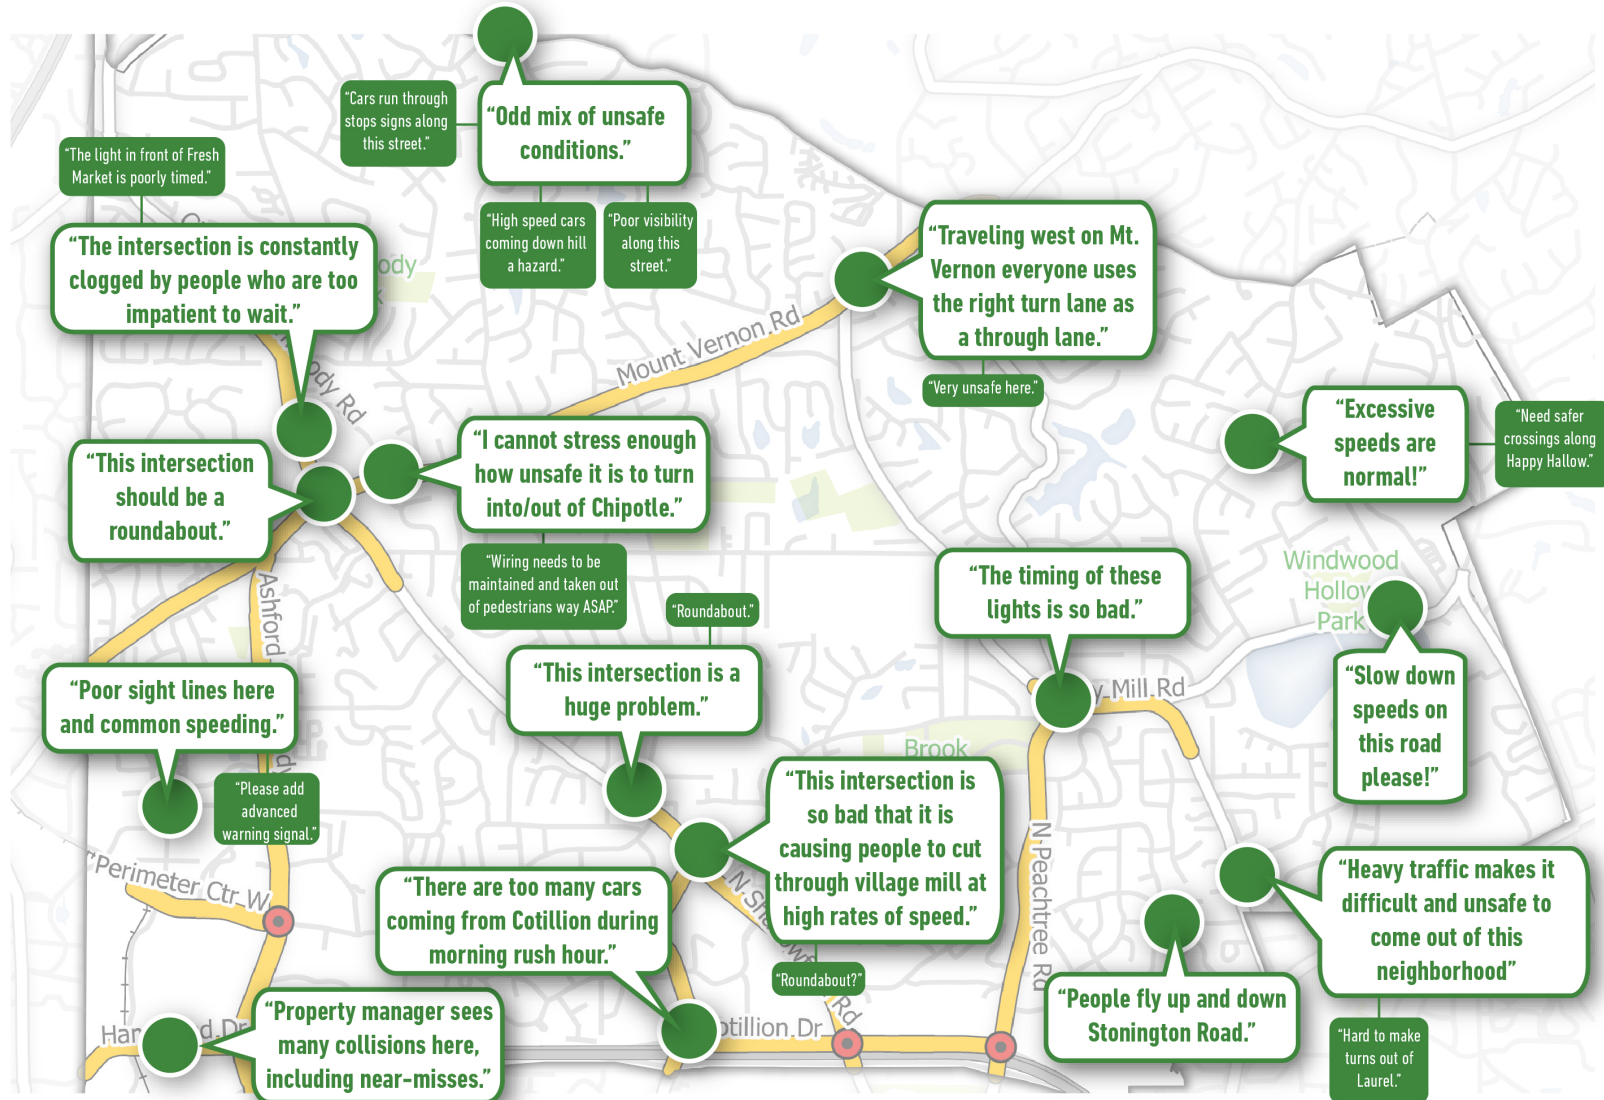 “Cars run through
stops signs along
this street.”
“Odd mix of unsafe
conditions.”
“The light in front of Fresh
Market is poorly timed.”
“High speed cars
coming down hill
a hazard.”
“Poor visibility
along this
street.”
“The intersection is constantly
clogged by people who are too
impatient to wait.”
“Traveling west on Mt.
Vernon everyone uses
the right turn lane as
a through lane.”
“Very unsafe here.”
Mount Vernon Rd
ody Rd
“Excessive
speeds are
normal!”
“Need safer
crossings along
Happy Hallow.”
“This intersection
should be a
roundabout.”
“I cannot stress enough
how unsafe it is to turn
into/out of Chipotle.”
“Wiring needs to be
maintained and taken out
of pedestrians way ASAP.”
“The timing of these
lights is so bad.”
Windwood
Hollow
Park
Ashford
“Roundabout.”
“This intersection is a
huge problem.”
“Poor sight lines here
and common speeding.”
“Slow down
speeds on
this road
please!”
y Mill Rd
Brook
“Please add
advanced
warning signal.”
“This intersection is
so bad that it is
causing people to cut
through village mill at
high rates of speed.”
“Roundabout?”
N Peachtree Rd
Perimeter Ctr W
“There are too many cars
coming from Cotillion during
morning rush hour.”
“Heavy traffic makes it
difficult and unsafe to
come out of this
neighborhood”
“Hard to make
turns out of
Laurel.”
“People fly up and down
Stonington Road.”
“Property manager sees
many collisions here,
including near-misses.”
otillion Dr
Rd